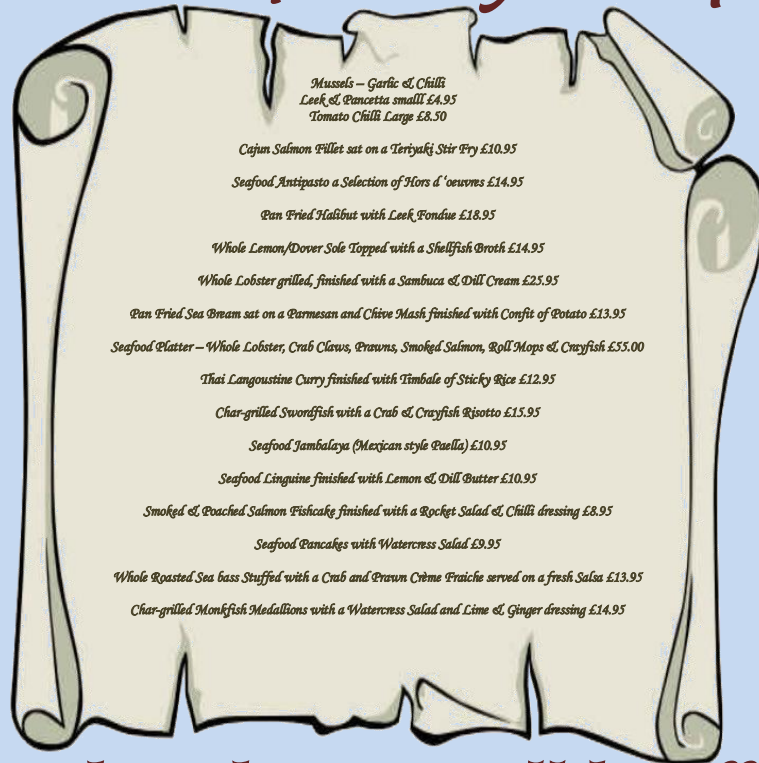 Mussels – Garlic & Chilli
Leek & Pancetta smalll £4.95
Tomato Chilli Large £8.50
Cajun Salmon Fillet sat on a Teriyaki Stir Fry £10.95
Seafood Antipasto a Selection of Hors d 'oeuvres £14.95
Pan Fried Halibut with Leek Fondue £18.95
Whole Lemon/Dover Sole Topped with a Shellfish Broth £14.95
Whole Lobster grilled, finished with a Sambuca & Dill Cream £25.95
Pan Fried Sea Bream sat on a Parmesan and Chive Mash finished with Confit of Potato £13.95
Seafood Platter – Whole Lobster, Crab Claws, Prawns, Smoked Salmon, Roll Mops & Crayfish £55.00
Thai Langoustine Curry finished with Timbale of Sticky Rice £12.95
Char-grilled Swordfish with a Crab & Crayfish Risotto £15.95
Seafood Jambalaya (Mexican style Paella) £10.95
Seafood Linguine finished with Lemon & Dill Butter £10.95
Smoked & Poached Salmon Fishcake finished with a Rocket Salad & Chilli dressing £8.95
Seafood Pancakes with Watercress Salad £9.95
Whole Roasted Sea bass Stuffed with a Crab and Prawn Crème Fraiche served on a fresh Salsa £13.95
Char-grilled Monkfish Medallions with a Watercress Salad and Lime & Ginger dressing £14.95